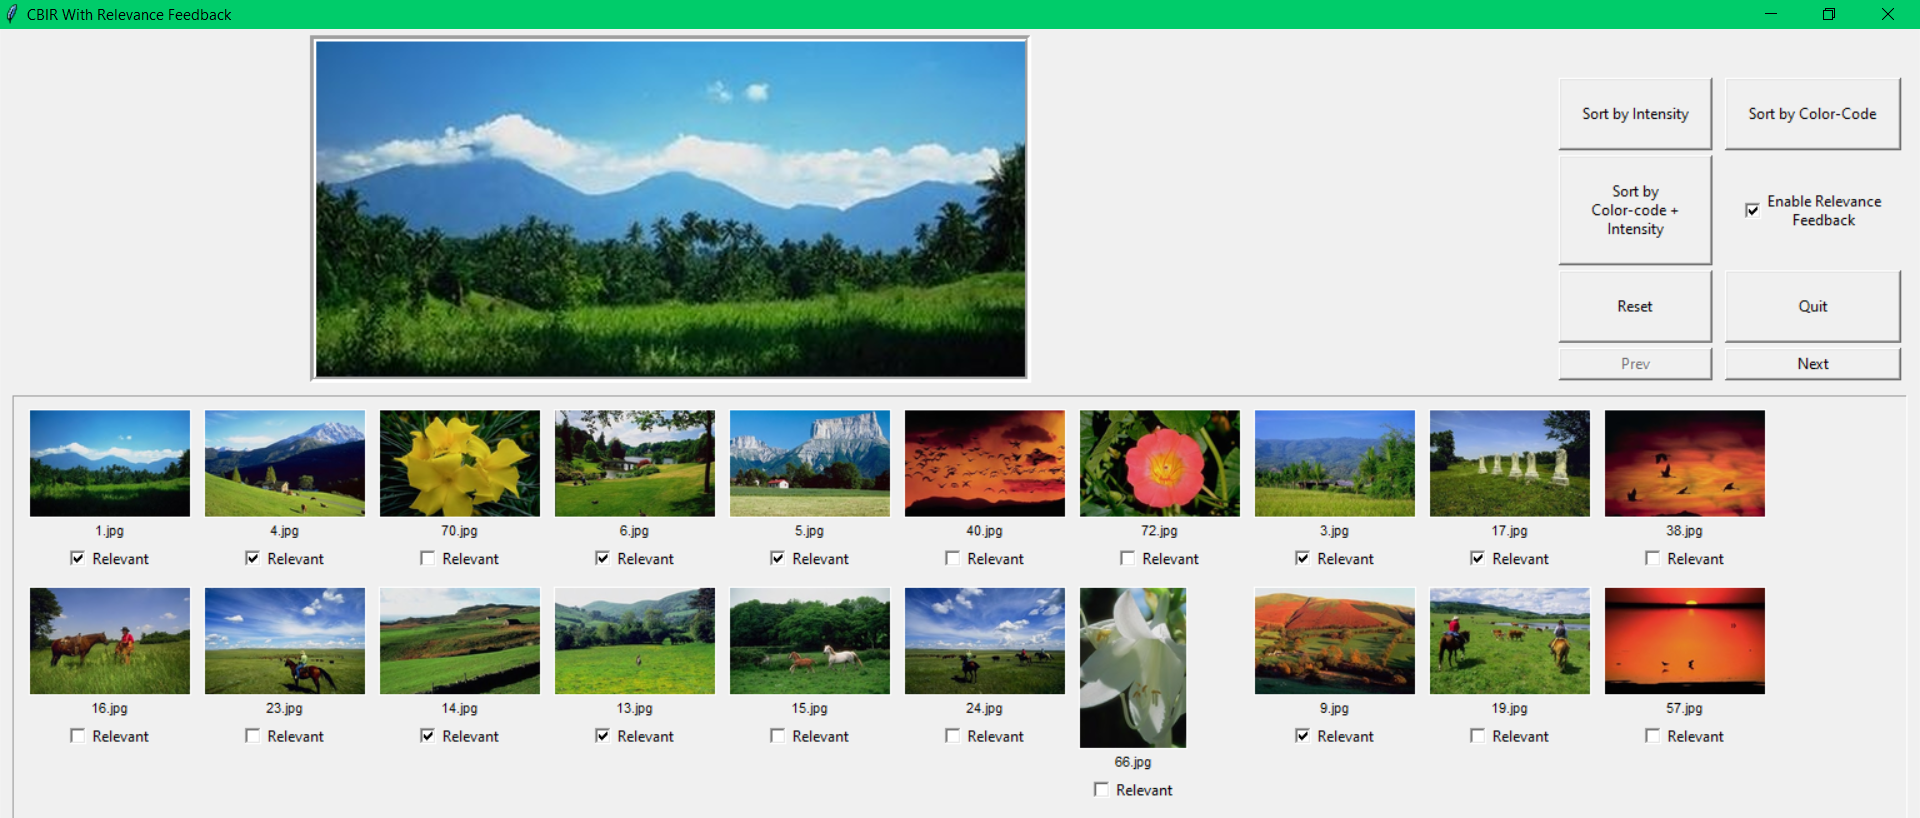 CBIR With Relevance Feedback
Sort by Intensity
Sort by Color-Code
Sort by
Color-code +
Intensity
Enable Relevance
Feedback
Reset
Quit
Prev
Next
1.jpg
4.jpg
70.jpg
6.jpg
5.jpg
40.jpg
72.jpg
3.jpg
17.jpg
38.jpg
Relevant
Relevant
Relevant
Relevant
Relevant
Relevant
Relevant
Relevant
Relevant
Relevant
16.jpg
23.jpg
14.jpg
13.jpg
15.jpg
24.jpg
9.jpg
19.jpg
57.jpg
Relevant
Relevant
Relevant
Relevant
Relevant
Relevant
Relevant
Relevant
Relevant
66.jpg
Relevant